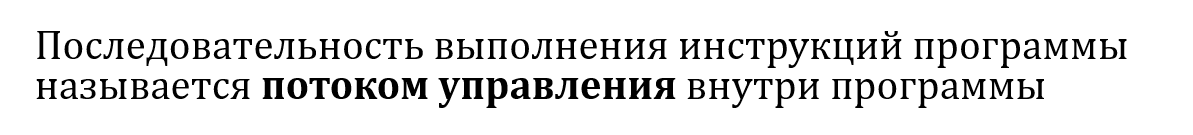 Последовательность выполнения инструкций программы
называется потоком управления внутри программы